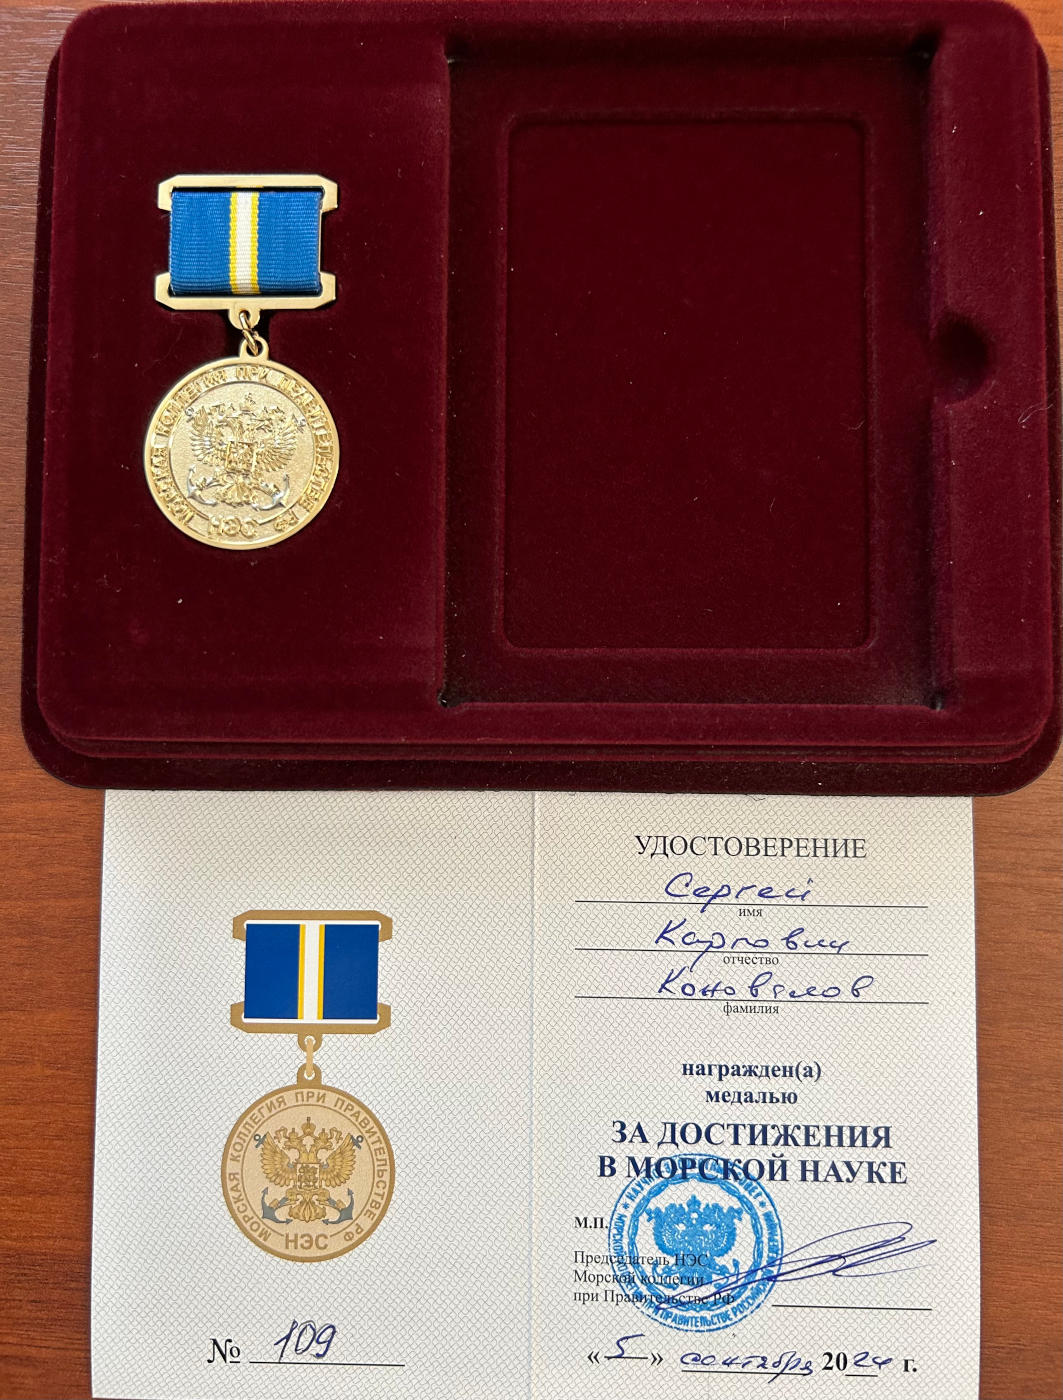 МОРСКАЯ КОЛЛЕГИЯ ПРИ ПРАВИТЕЛЬСТВЕ РФ
НЭС
МОРСКАЯ КОЛЛЕГИЯ ПРИ ПРАВИТЕЛЬСТВЕ РФ
НЭС
№ 109
УДОСТОВЕРЕНИЕ
Сергей
имя
Карпович
отчество
Коновалов
фамилия
награжден(а)
медалью
ЗА ДОСТИЖЕНИЯ
В МОРСКОЙ НАУКЕ
М.П.
Председатель НЭС
Морской коллегии
при Правительстве РФ
«5» сентября 2024 г.